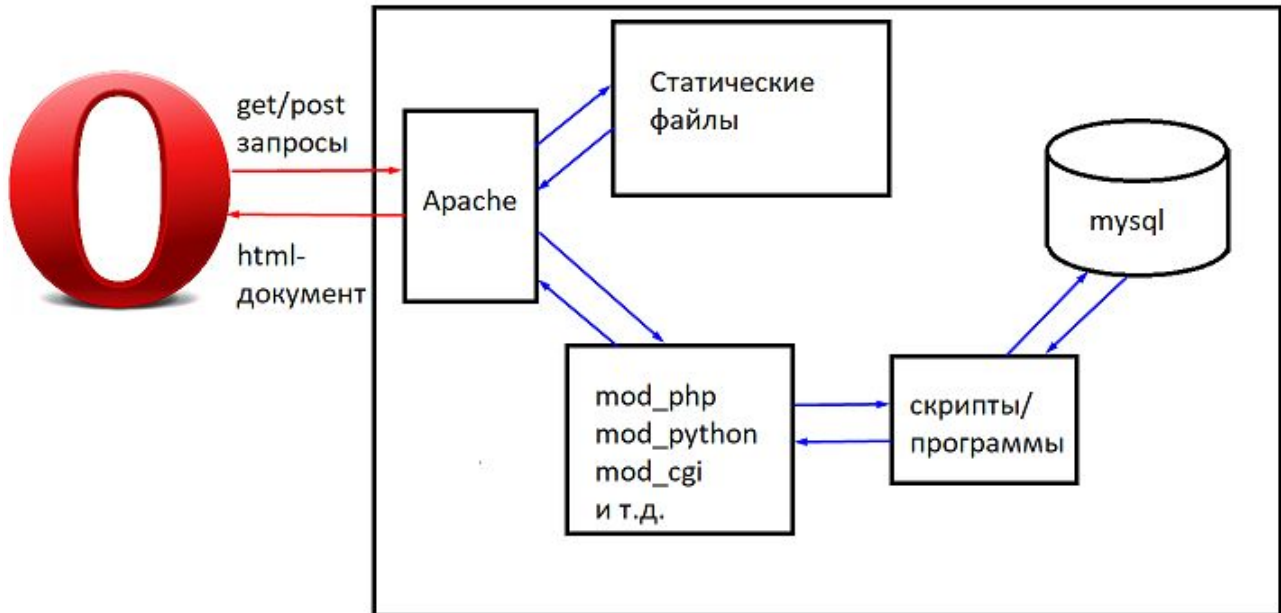 get/post
запросы
html-
документ
Apache
Статические
файлы
mysql
mod_php
mod_python
mod_cgi
и т.д.
скрипты/
программы